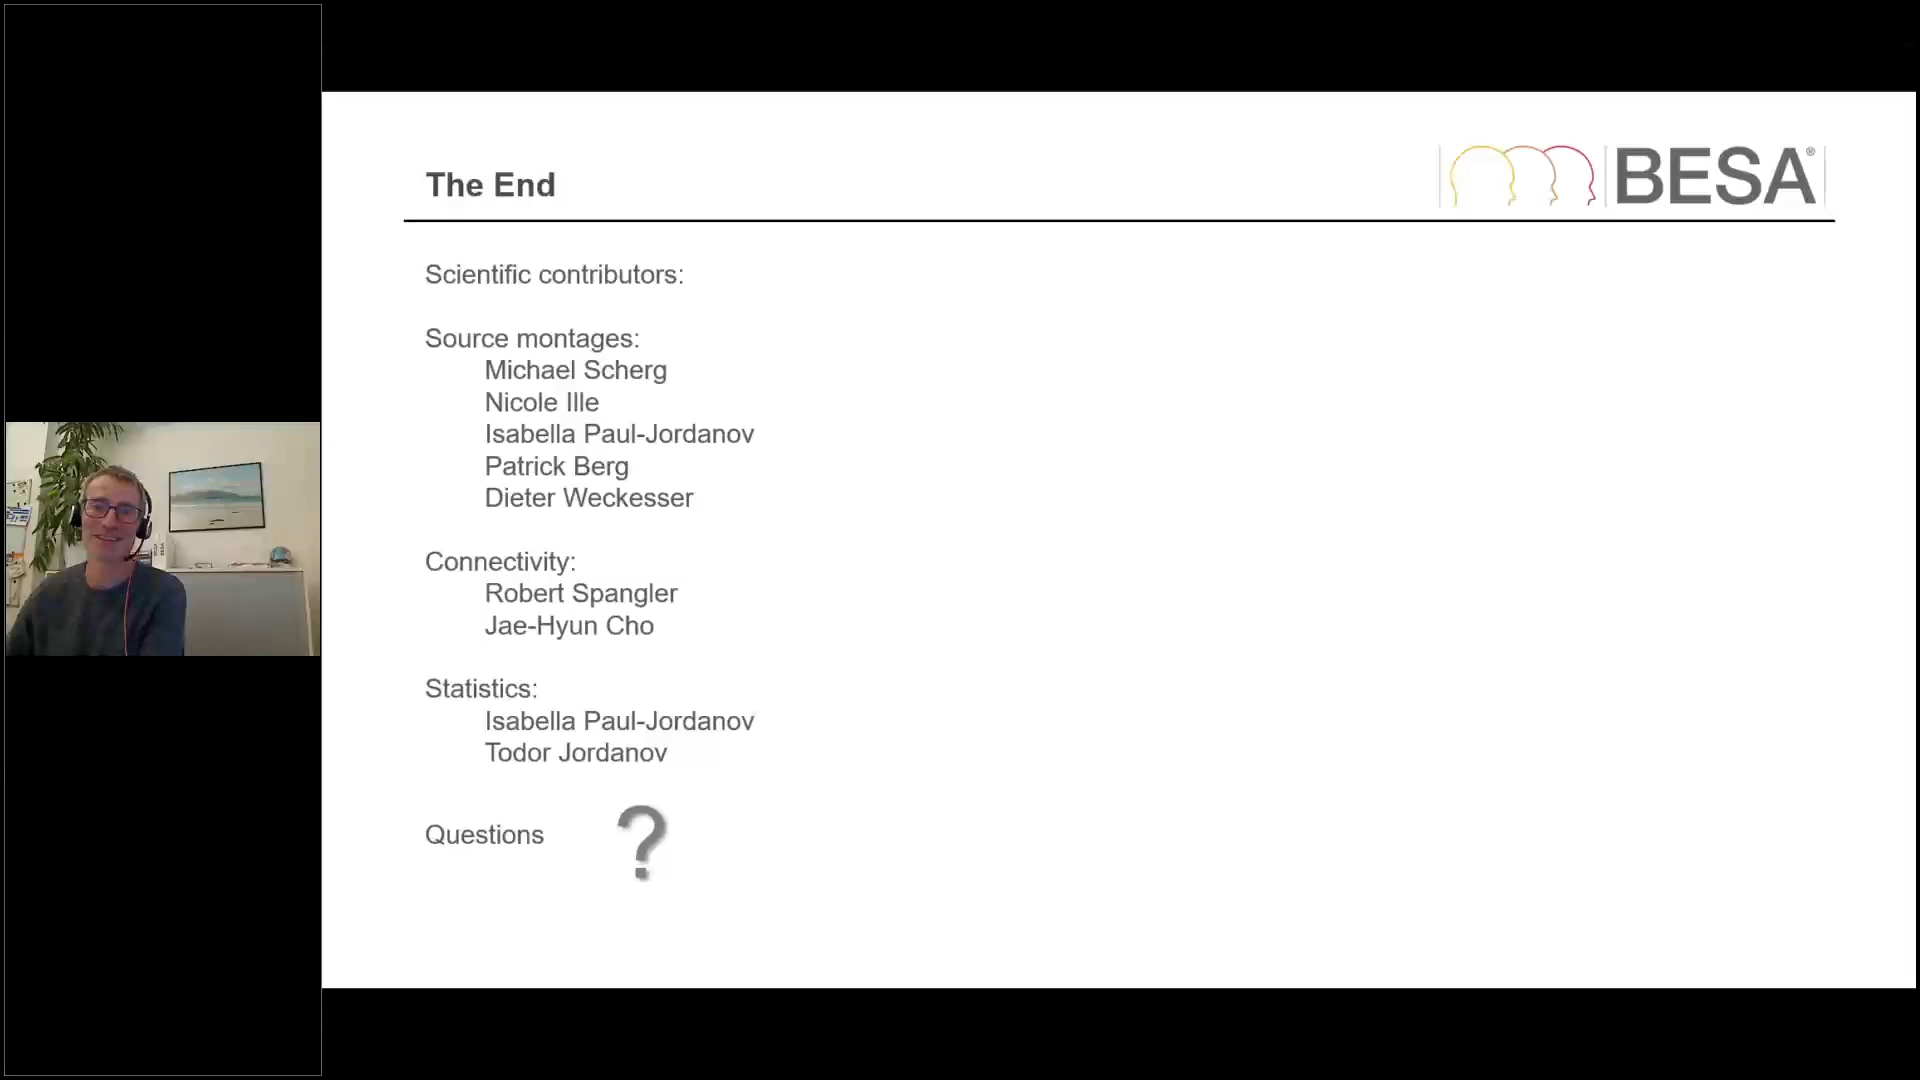 The End
BESA®
Scientific contributors:
Source montages:
Michael Scherg
Nicole Ille
Isabella Paul-Jordanov
Patrick Berg
Dieter Weckesser
Connectivity:
Robert Spangler
Jae-Hyun Cho
Statistics:
Isabella Paul-Jordanov
Todor Jordanov
Questions ?